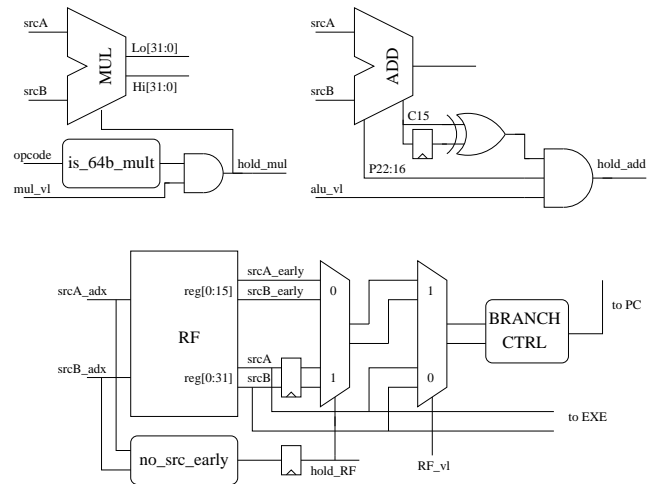 srcA
srcB
MUL
Lo[31:0]
Hi[31:0]
opcode
is_64b_mult
hold_mul
mul_vl
srcA
srcB
ADD
C15
P22:16
hold_add
alu_vl
srcA_adx
srcB_adx
RF
reg[0:15]
reg[0:31]
srcA_early
srcB_early
srcA
srcB
0
1
1
0
BRANCH
CTRL
to PC
to EXE
no_src_early
hold_RF
RF_vl